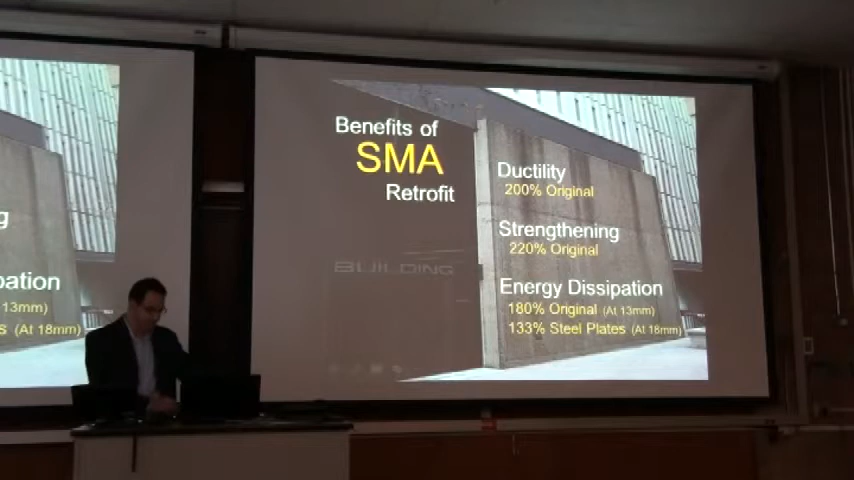 g
pation
13mm)
s (At 18mm)
Benefits of
SMA
Retrofit
BUILDING
Ductility
200% Original
Strengthening
220% Original
Energy Dissipation
180% Original (At 13mm)
133% Steel Plates (At 18mm)